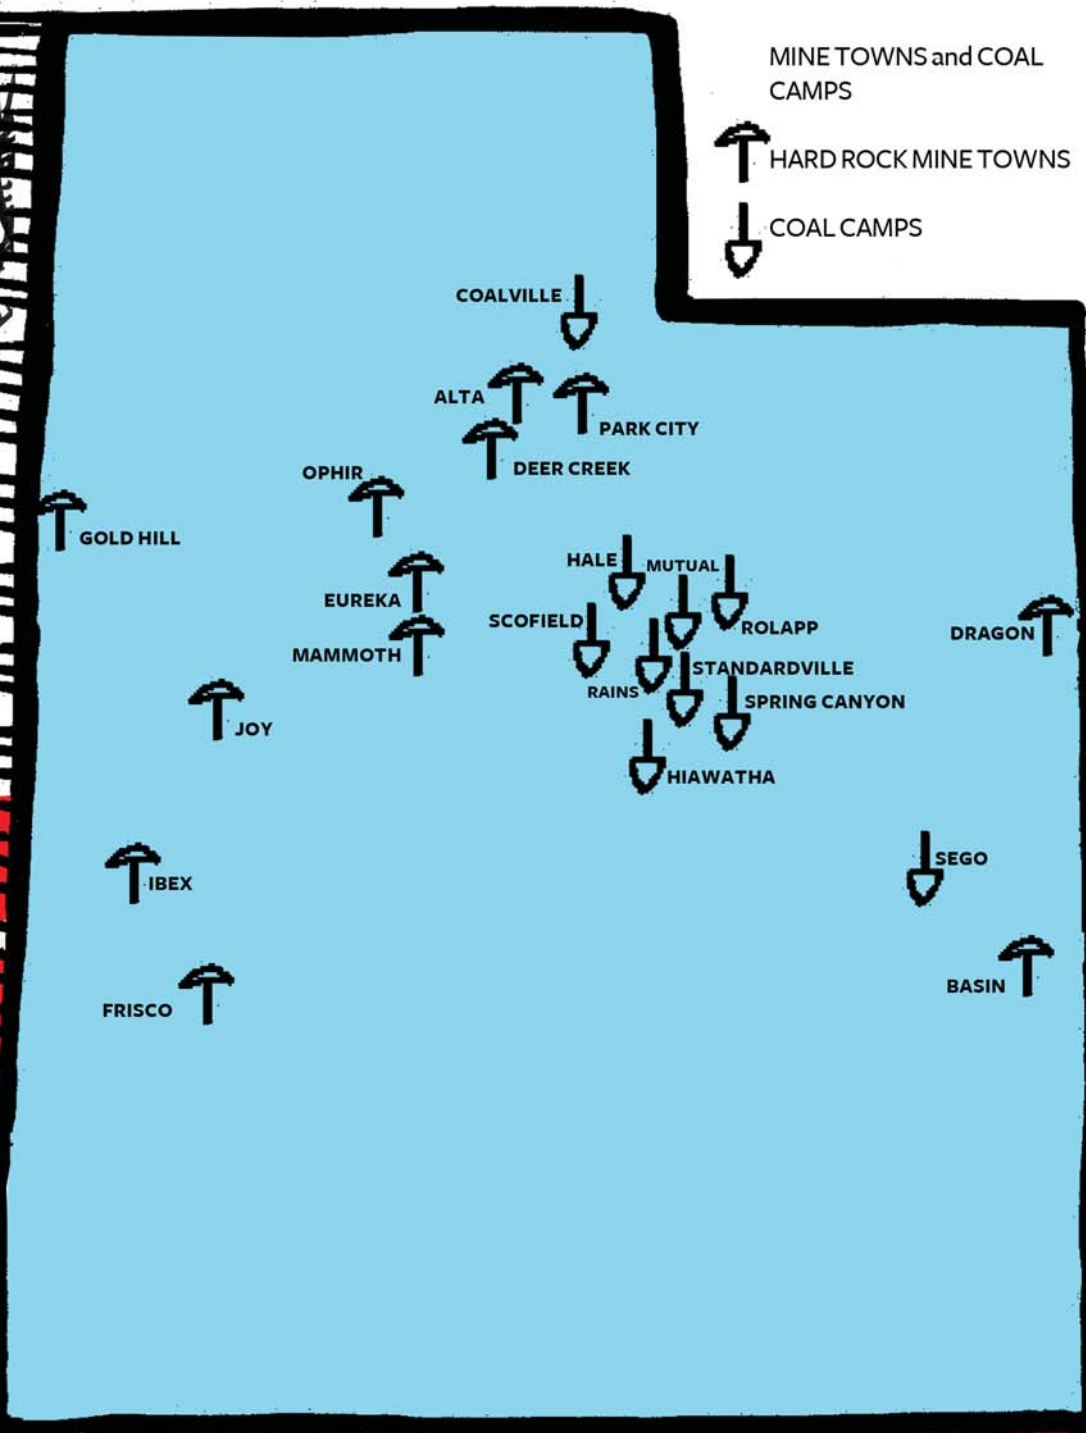 MINE TOWNS and COAL
CAMPS
HARD ROCK MINE TOWNS
COAL CAMPS
COALVILLE
ALTA
PARK CITY
DEER CREEK
OPHIR
GOLD HILL
HALE
MUTUAL
EUREKA
SCOFIELD
ROLAPP
DRAGON
MAMMOTH
STANDARDVILLE
RAINS
SPRING CANYON
JOY
HIAWATHA
SEGO
IBEX
BASIN
FRISCO